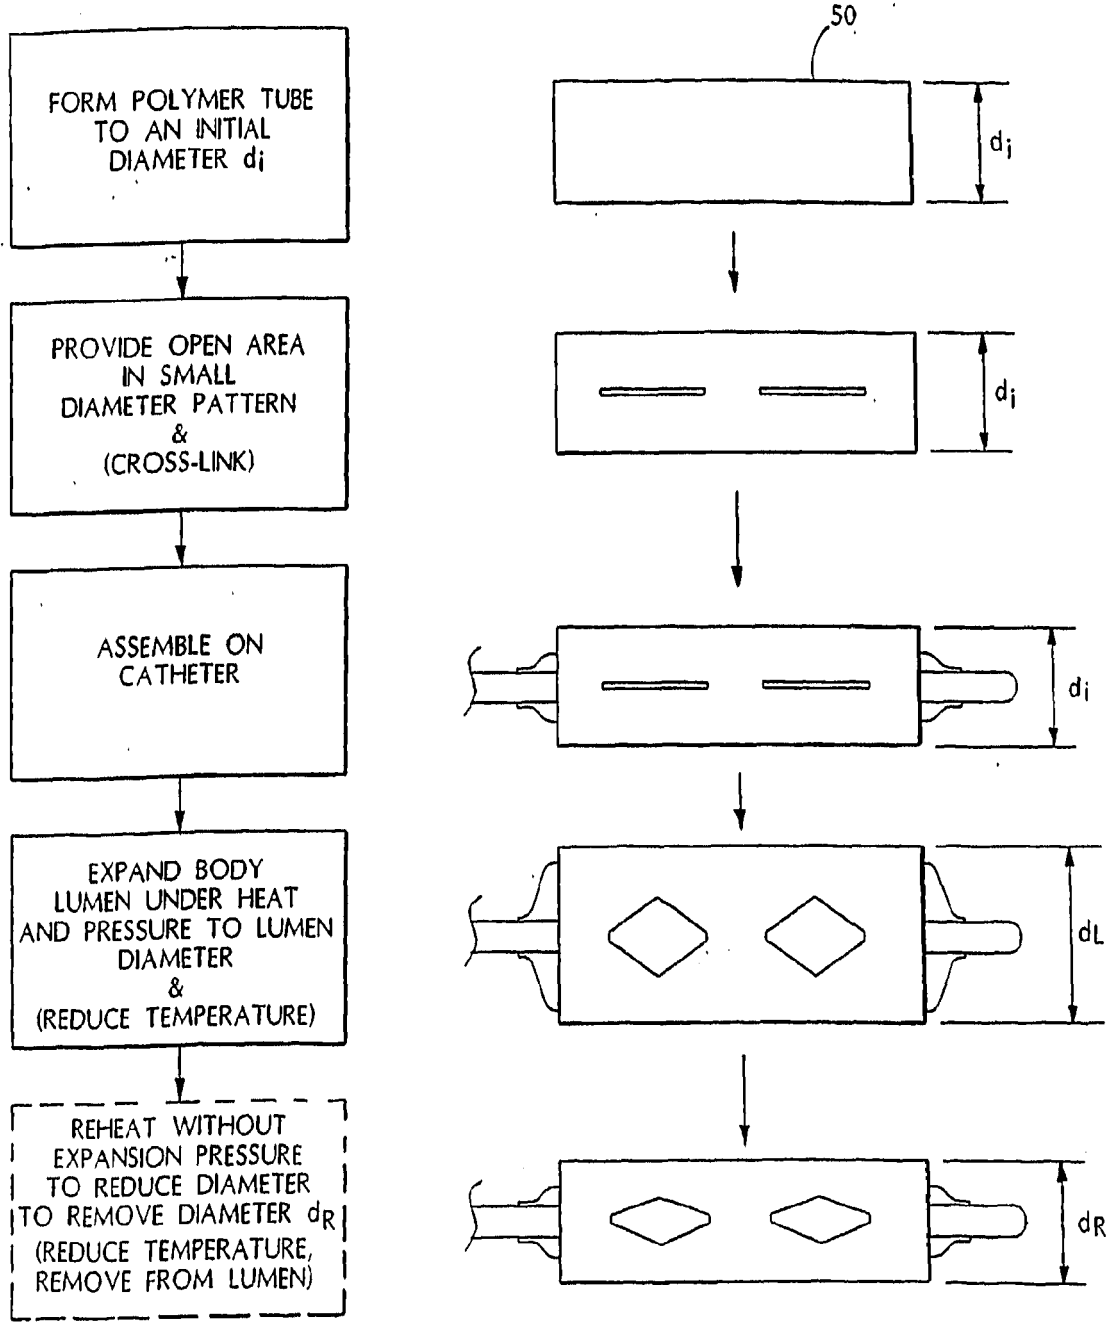 50
FORM POLYMER TUBE
TO AN INITIAL
DIAMETER di
di
PROVIDE OPEN AREA
IN SMALL
DIAMETER PATTERN
&
(CROSS-LINK)
di
ASSEMBLE ON
CATHETER
di
EXPAND BODY
LUMEN UNDER HEAT
AND PRESSURE TO LUMEN
DIAMETER
&
(REDUCE TEMPERATURE)
dL
REHEAT WITHOUT
EXPANSION PRESSURE
TO REDUCE DIAMETER
TO REMOVE DIAMETER dR
(REDUCE TEMPERATURE,
REMOVE FROM LUMEN)
dR